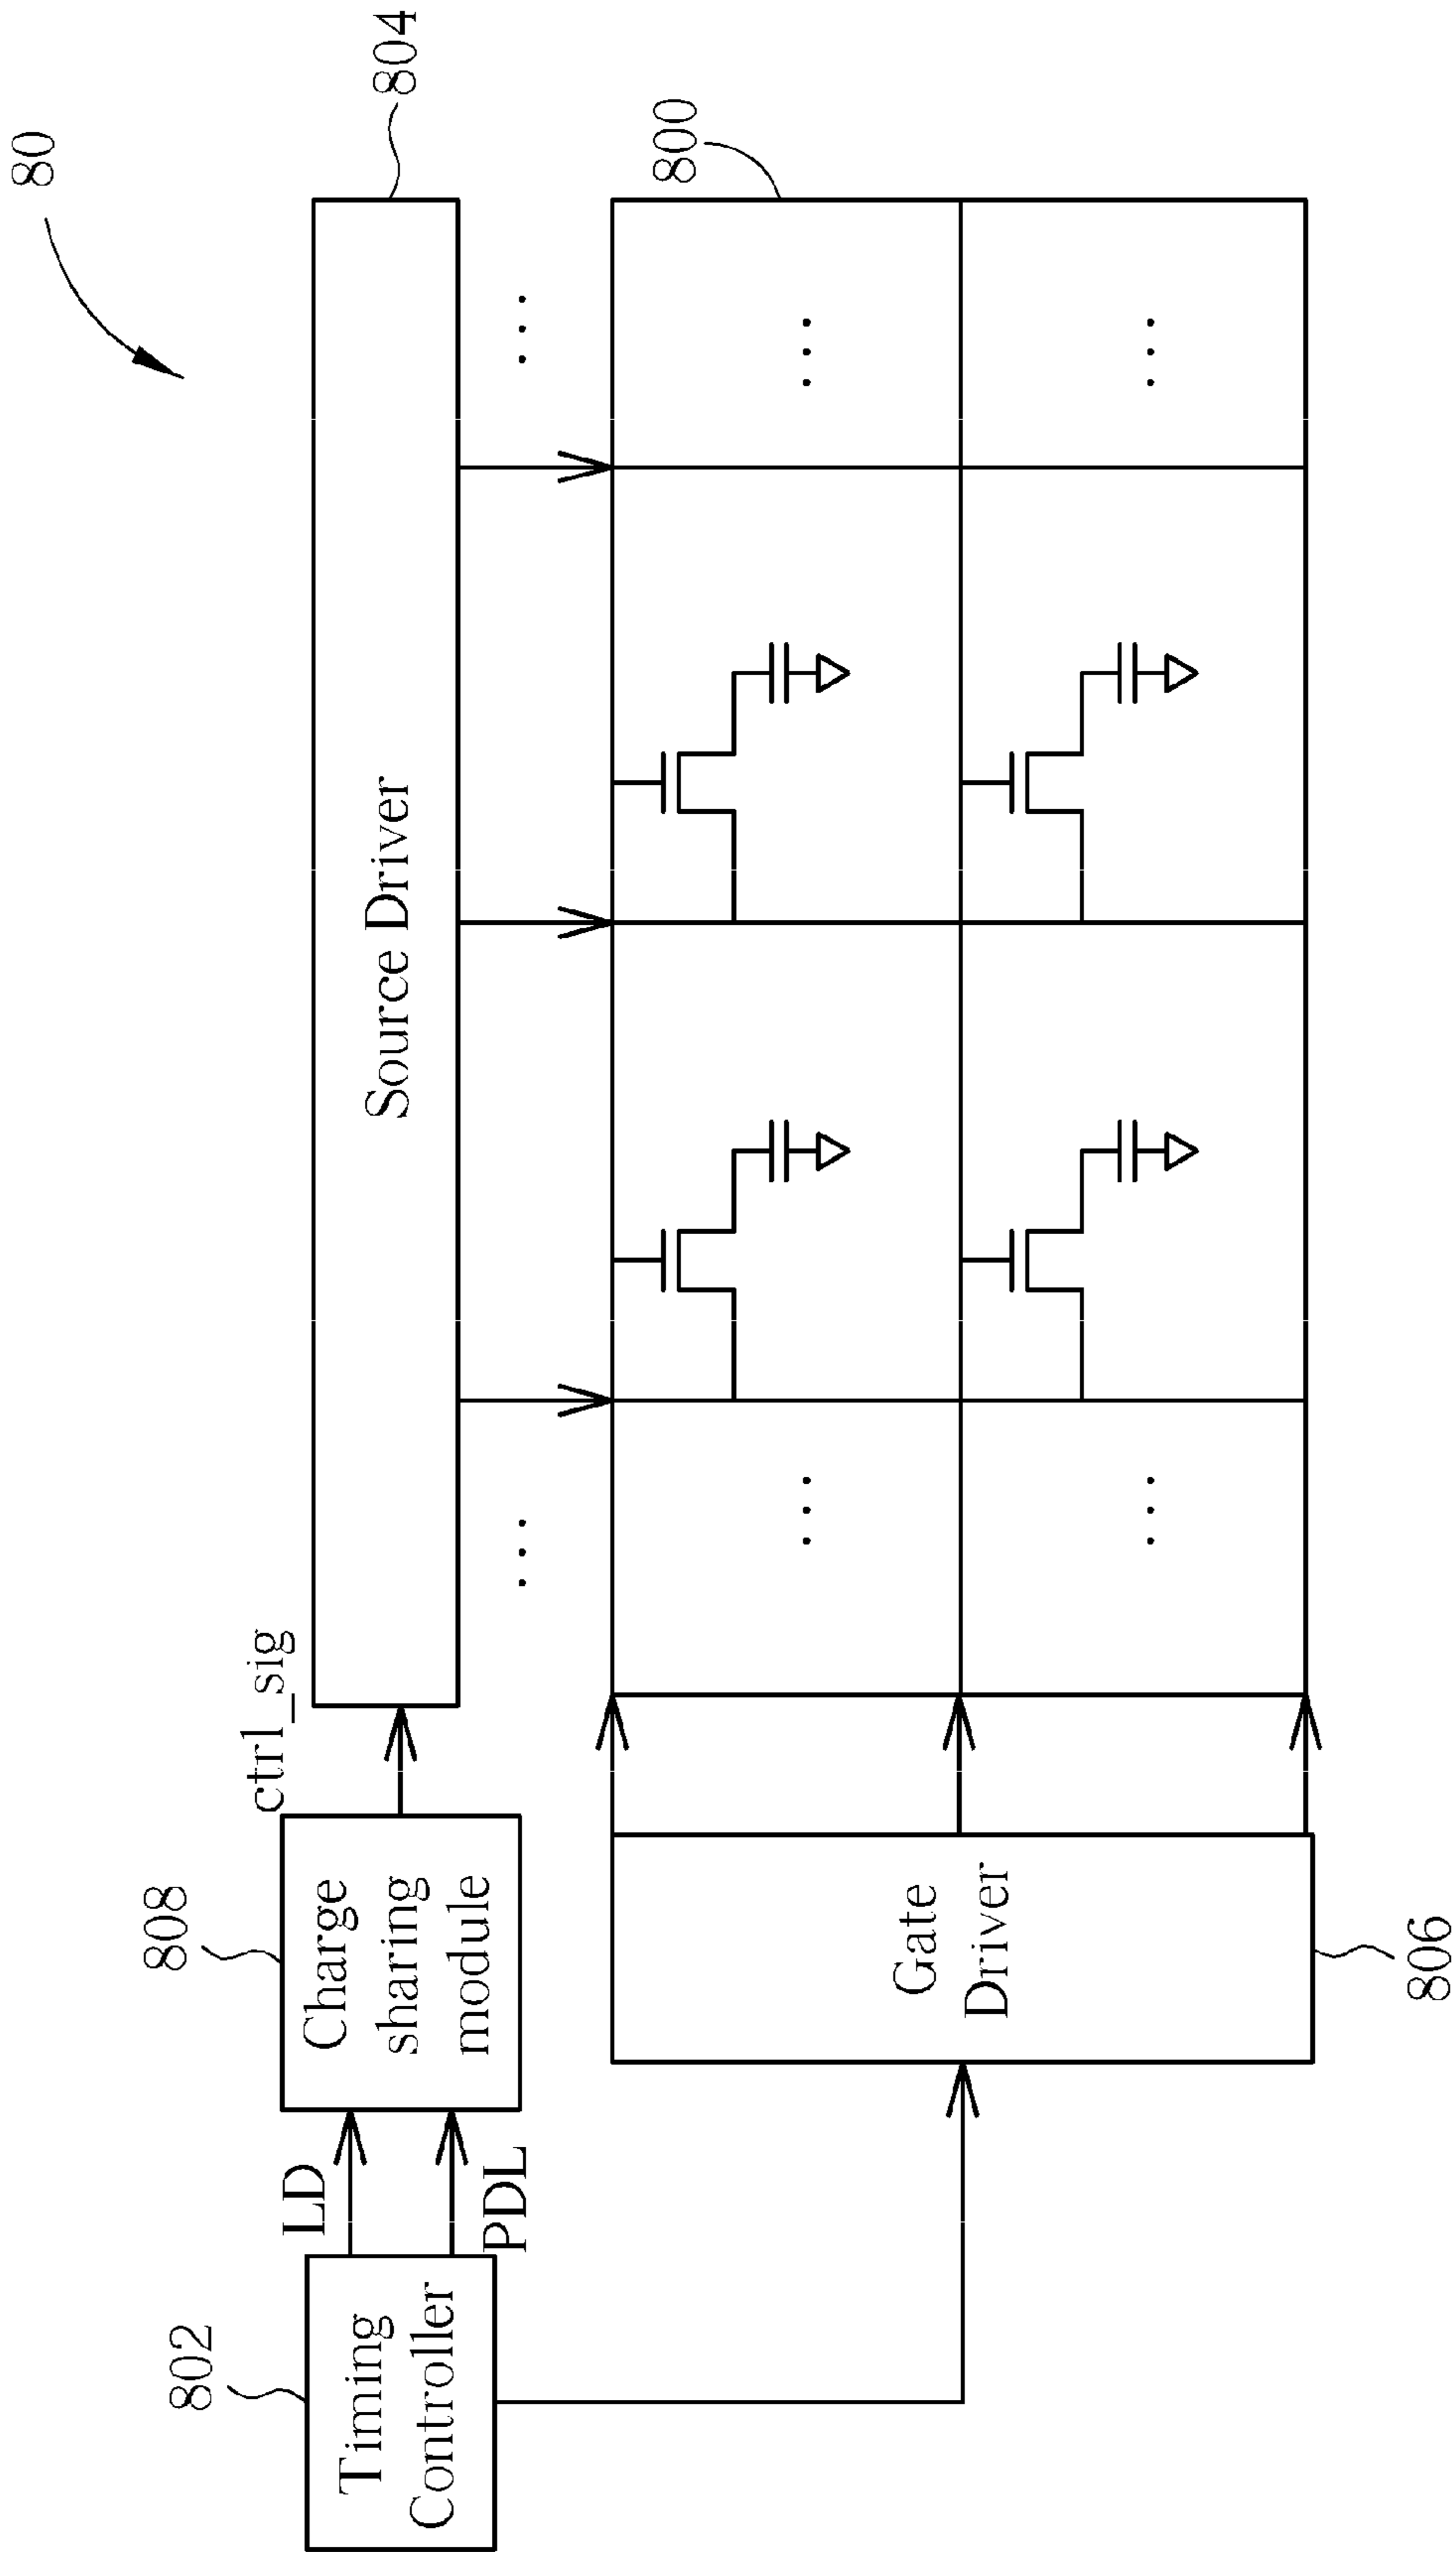 80
804
800
Source Driver
ctrl_sig
808
Charge
sharing
module
LD
PDL
802
Timing
Controller
Gate
Driver
806